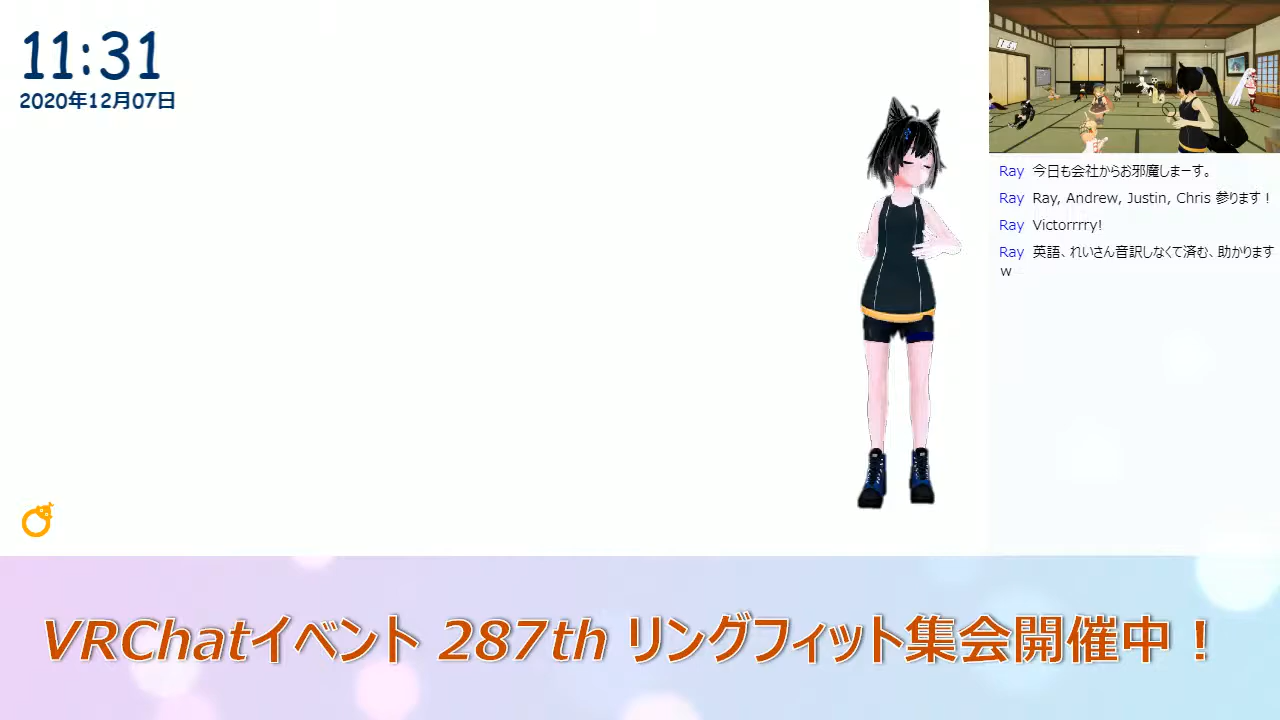 11:31
2020年12月07日
Ray 今日も会社からお邪魔しまーす。
Ray Ray, Andrew, Justin, Chris 参ります！
Ray Victorrrry!
Ray 英語、れいさん音訳しなくて済む、助かります
w
VRChatイベント 287th リングフィット集会開催中！